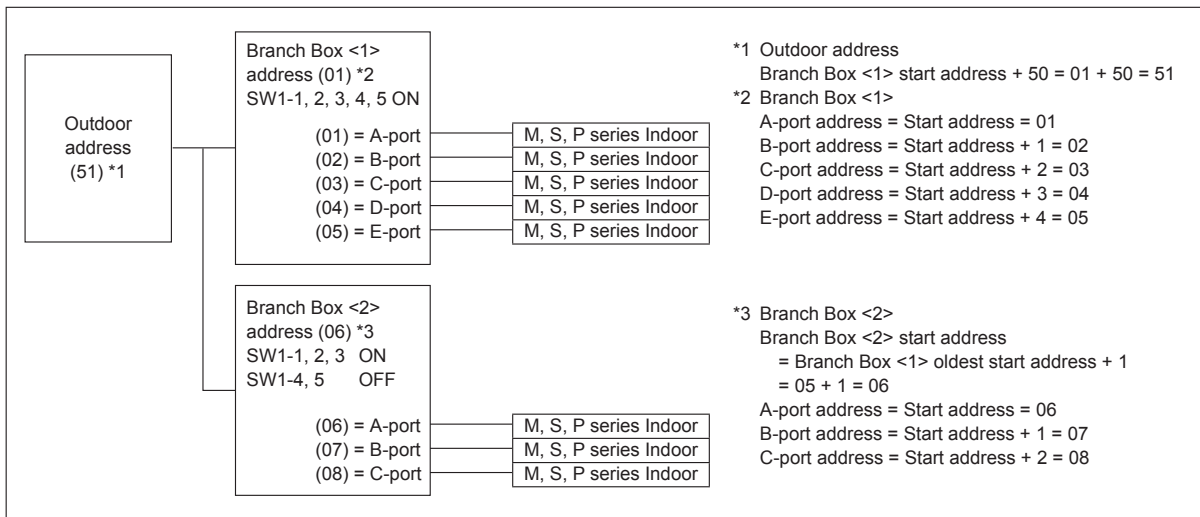 Outdoor
address
(51) *1
Branch Box <1>
address (01) *2
SW1-1, 2, 3, 4, 5 ON
(01) = A-port
(02) = B-port
(03) = C-port
(04) = D-port
(05) = E-port
M, S, P series Indoor
M, S, P series Indoor
M, S, P series Indoor
M, S, P series Indoor
M, S, P series Indoor
*1 Outdoor address
Branch Box <1> start address + 50 = 01 + 50 = 51
*2 Branch Box <1>
A-port address = Start address = 01
B-port address = Start address + 1 = 02
C-port address = Start address + 2 = 03
D-port address = Start address + 3 = 04
E-port address = Start address + 4 = 05
Branch Box <2>
address (06) *3
SW1-1, 2, 3 ON
SW1-4, 5 OFF
(06) = A-port
(07) = B-port
(08) = C-port
M, S, P series Indoor
M, S, P series Indoor
M, S, P series Indoor
*3 Branch Box <2>
Branch Box <2> start address
= Branch Box <1> oldest start address + 1
= 05 + 1 = 06
A-port address = Start address = 06
B-port address = Start address + 1 = 07
C-port address = Start address + 2 = 08